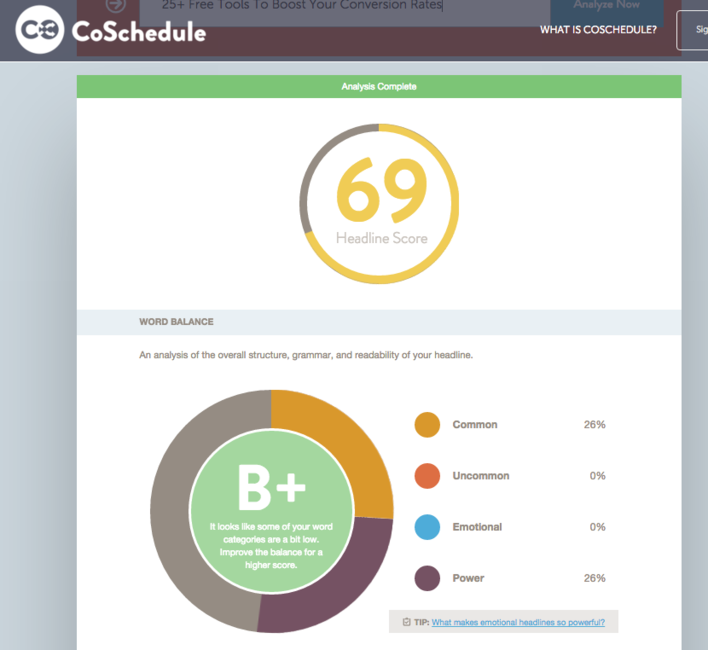 25+ Free Tools To Boost Your Conversion Rates
Analyze Now
CoSchedule
WHAT IS COSCHEDULE?
Sig
Analysis Complete
69
Headline Score
WORD BALANCE
An analysis of the overall structure, grammar, and readability of your headline.
B+
It looks like some of your word
categories are a bit low.
Improve the balance for a
higher score.
Common 26%
Uncommon 0%
Emotional 0%
Power 26%
TIP: What makes emotional headlines so powerful?